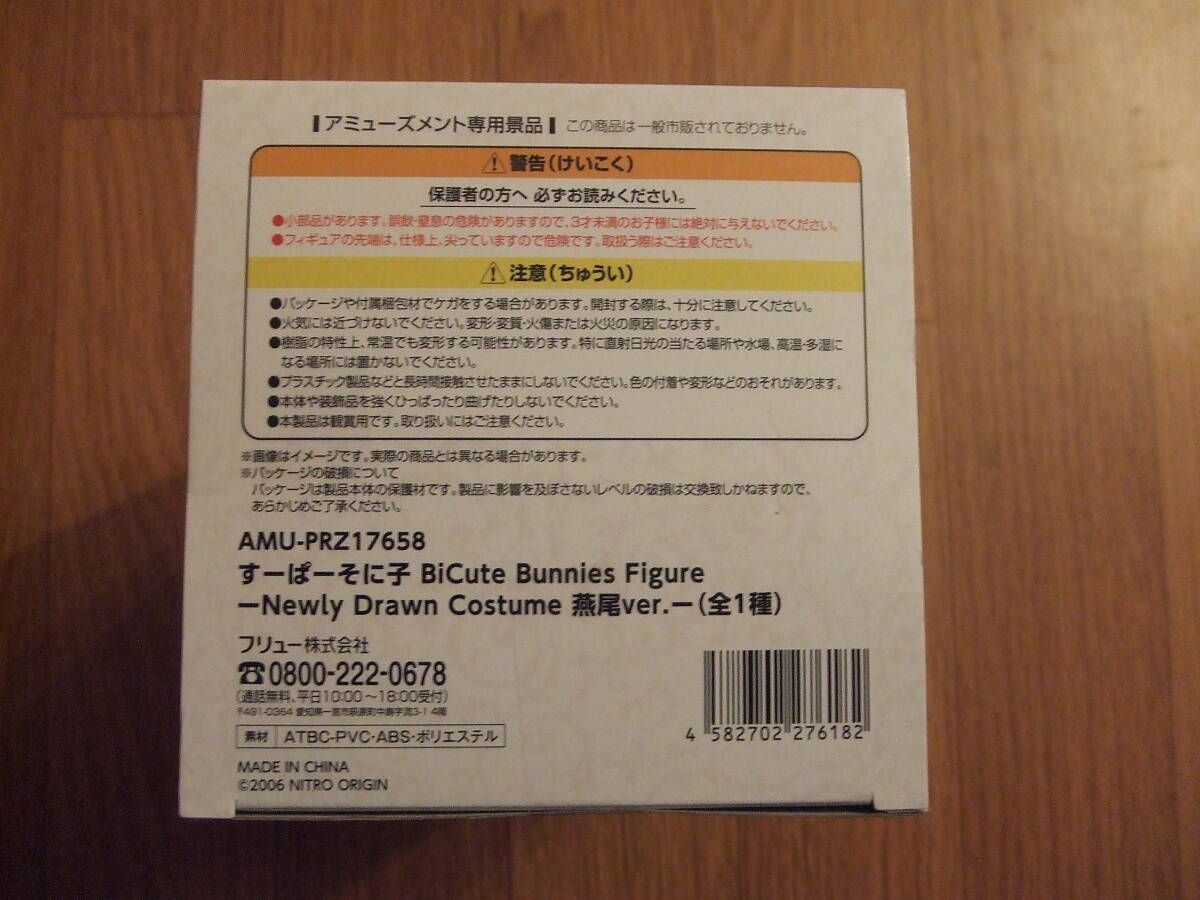 アミューズメント専用景品 この商品は一般市販されておりません。
⚠警告(けいこく)
保護者の方へ 必ずお読みください。
●小部品があります。誤飲・窒息の危険がありますので、3才未満のお子様には絶対に与えないでください。
●フィギュアの先端は、仕様上、尖っていますので危険です。取扱う際はご注意ください。
⚠注意(ちゅうい)
●パッケージや付属梱包材でケガをする場合があります。開封する際は、十分に注意してください。
●火気には近づけないでください。変形・変質・火傷または火災の原因になります。
●樹脂の特性上、常温でも変形する可能性があります。特に直射日光の当たる場所や水場、高温・多湿に
なる場所には置かないでください。
●プラスチック製品などと長時間接触させたままにしないでください。色の付着や変形などのおそれがあります。
●本体や装飾品を強くひっぱったり曲げたりしないでください。
●本製品は観賞用です。取り扱いにはご注意ください。
※画像はイメージです。実際の商品とは異なる場合があります。
※パッケージの破損について
パッケージは製品本体の保護材です。製品に影響を及ぼさないレベルの破損は交換致しかねますので、
あらかじめご了承ください。
AMU-PRZ17658
すーぱーそに子 BiCute Bunnies Figure
ーNewly Drawn Costume 燕尾ver.ー(全1種)
フリュー株式会社
☎0800-222-0678
(通話無料、平日10:00～18:00受付)
〒491-0364 愛知県一宮市萩原町中島字流3-1 4階
素材 ATBC-PVC・ABS・ポリエステル
4 582702 276182
MADE IN CHINA
©2006 NITRO ORIGIN